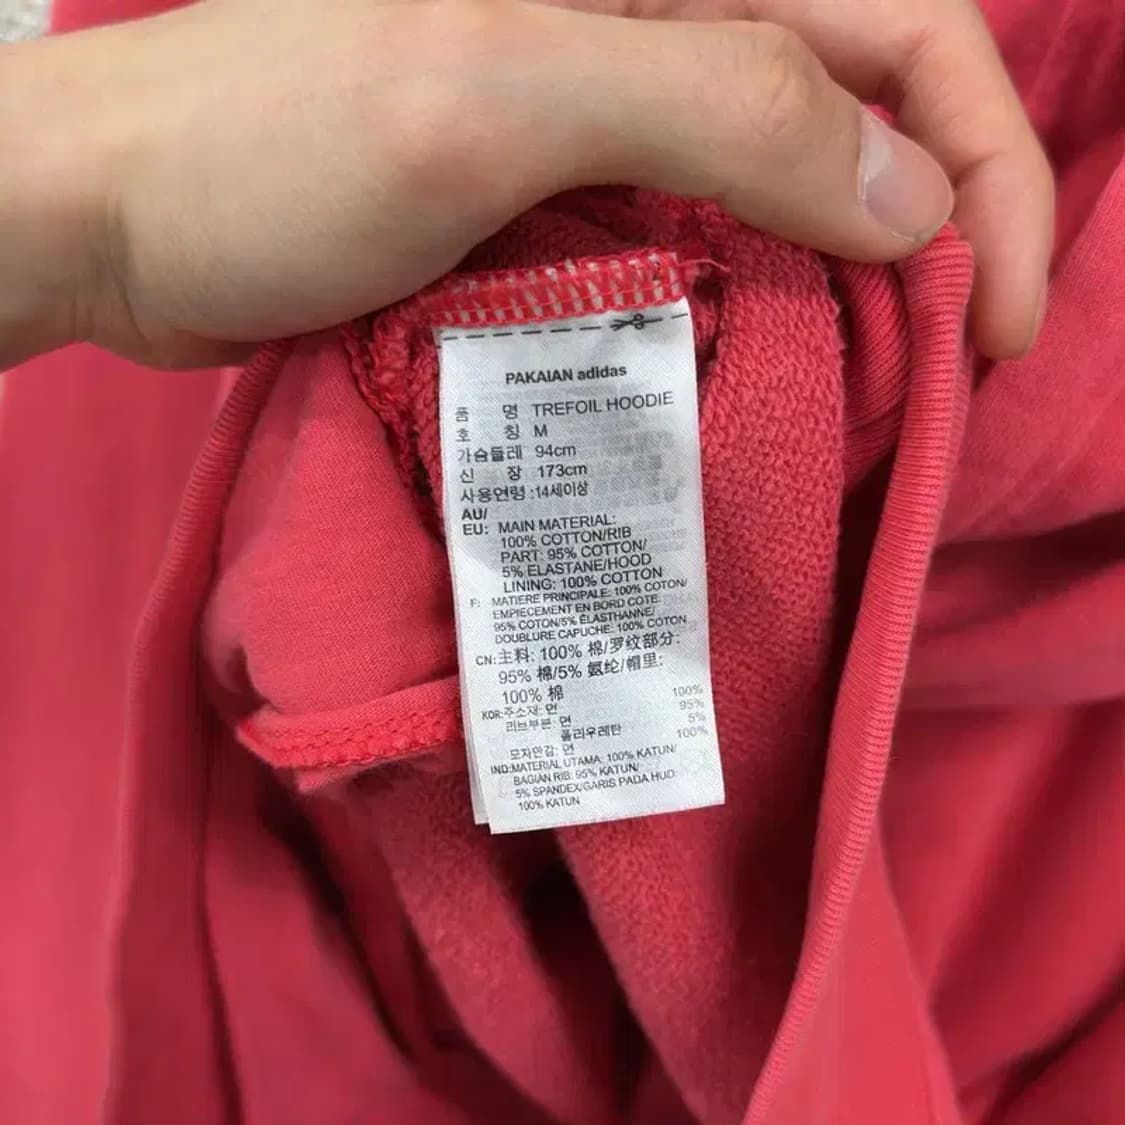 PAKAIAN adidas
품 명 TREFOIL HOODIE
호 칭 M
가슴둘레 94cm
신 장 173cm
사용연령 :14세이상
AU/
EU: MAIN MATERIAL:
100% COTTON/RIB
PART: 95% COTTON/
5% ELASTANE/HOOD
LINING: 100% COTTON
F: MATIERE PRINCIPALE: 100% COTON/
EMPIECEMENT EN BORD COTE:
95% COTON/5% ÉLASTHANNE/
DOUBLURE CAPUCHE: 100% COTON
CN:主料: 100% 棉/罗纹部分:
95% 棉/5% 氨纶/帽里:
100% 棉
KOR:주소재: 면 100%
리브부분: 면 95%
폴리우레탄 5%
모자안감: 면 100%
IND:MATERIAL UTAMA: 100% KATUN/
BAGIAN RIB: 95% KATUN/
5% SPANDEX/GARIS PADA HUD:
100% KATUN